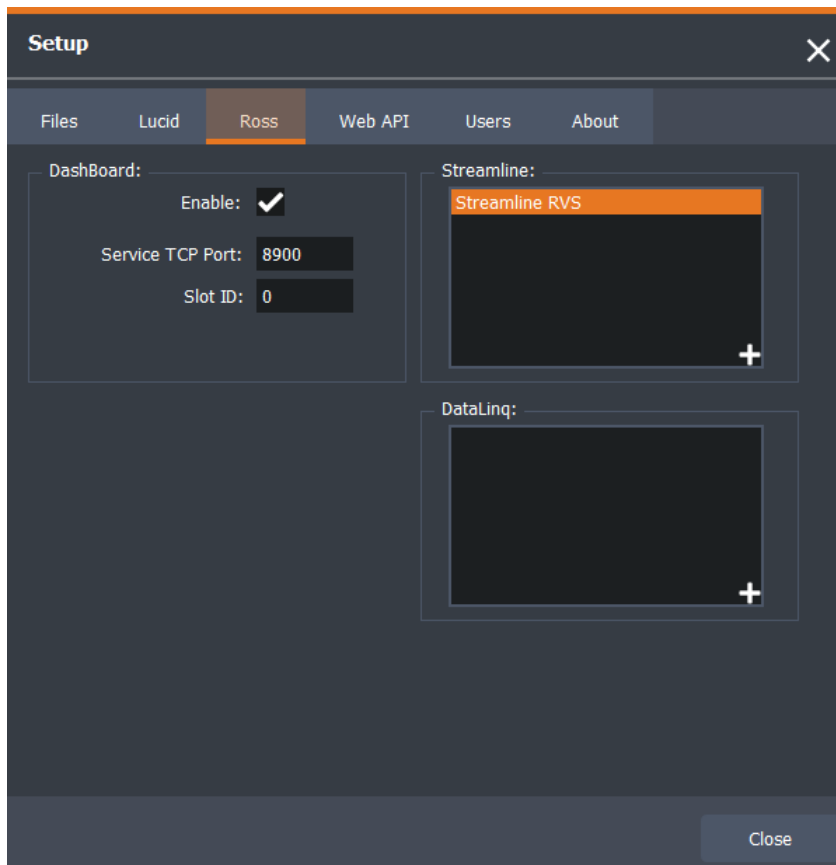 Setup
Files Lucid Ross Web API Users About
DashBoard:
Enable:
Service TCP Port: 8900
Slot ID: 0
Streamline:
Streamline RVS
DataLinq:
Close